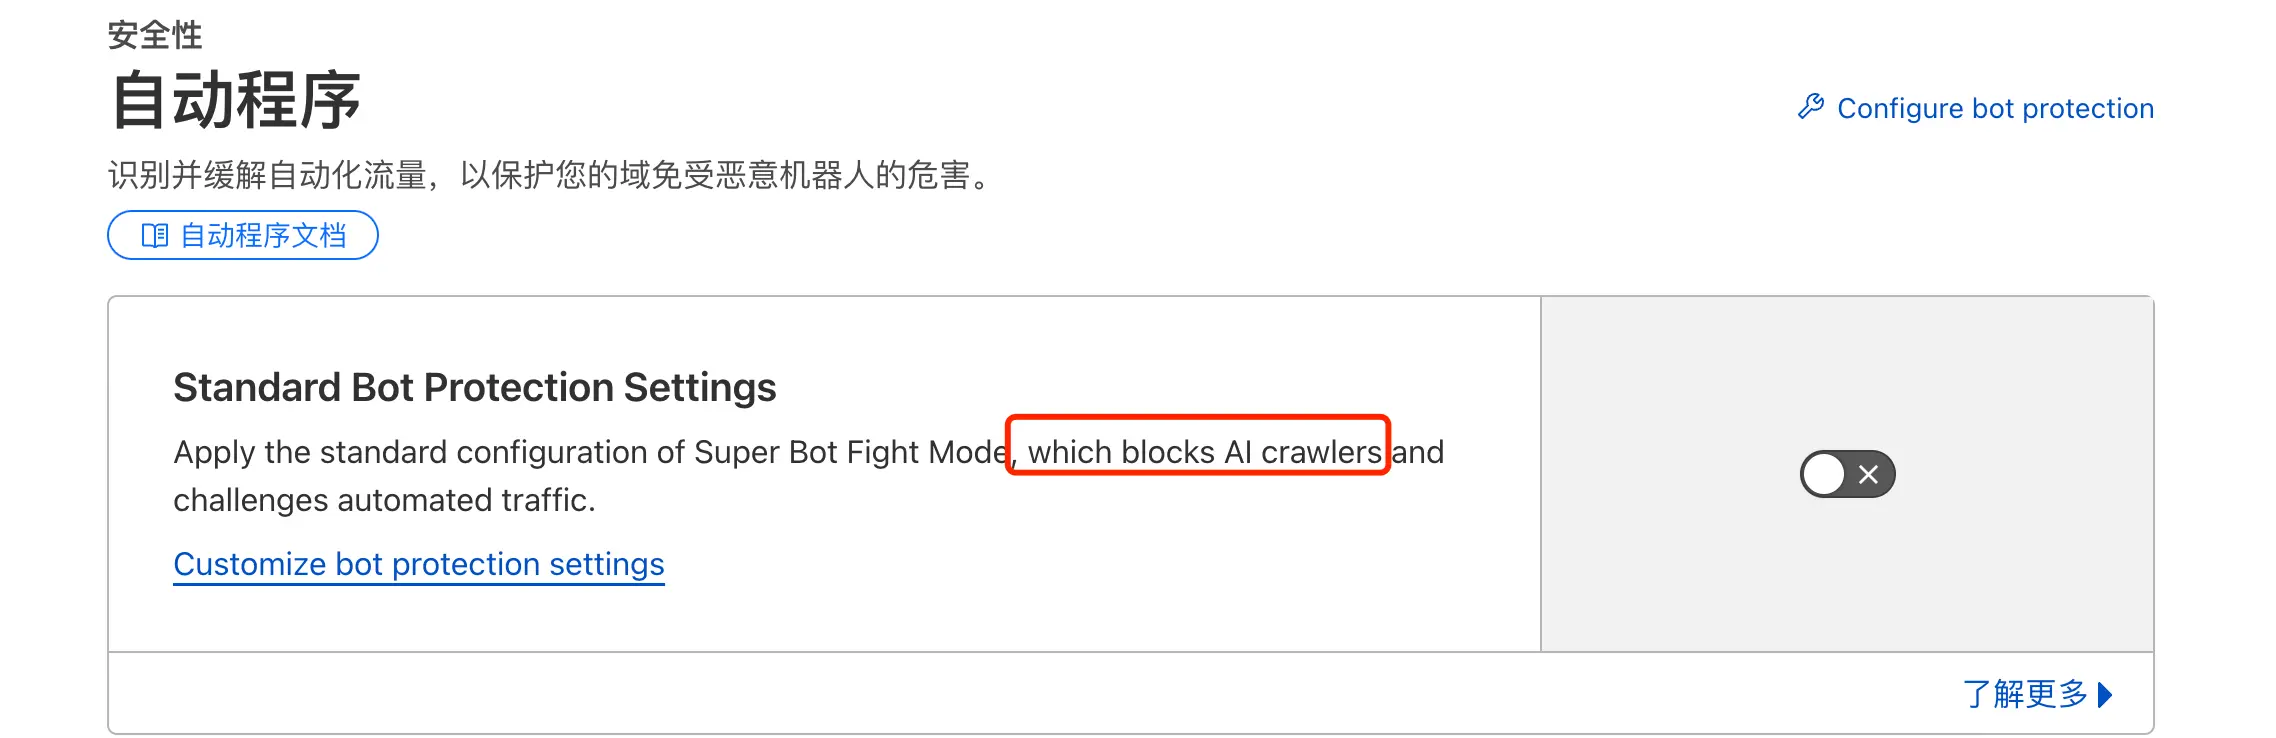 安全性
自动程序
Configure bot protection
识别并缓解自动化流量，以保护您的域免受恶意机器人的危害。
自动程序文档
Standard Bot Protection Settings
Apply the standard configuration of Super Bot Fight Mode, which blocks AI crawlers and
challenges automated traffic.
Customize bot protection settings
了解更多